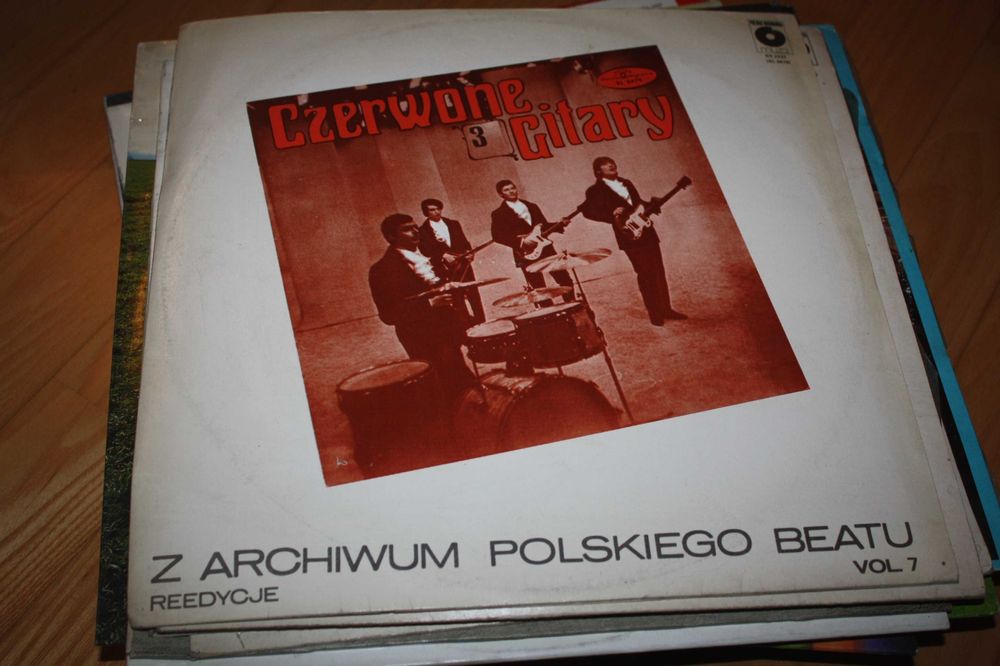 Czerwone
3 Gitary
Z ARCHIWUM POLSKIEGO BEATU
VOL. 7
REEDYCJE